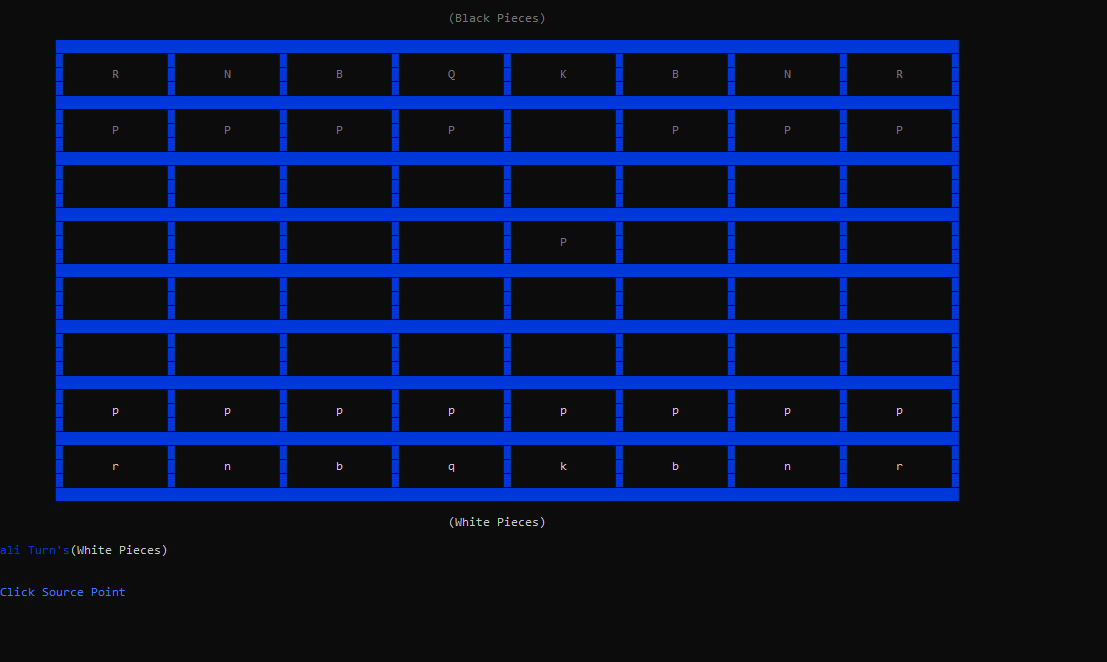 (Black Pieces)
R N B Q K B N R
P P P P P P P
P
p p p p p p p p
r n b q k b n r
(White Pieces)
ali Turn's(White Pieces)
Click Source Point